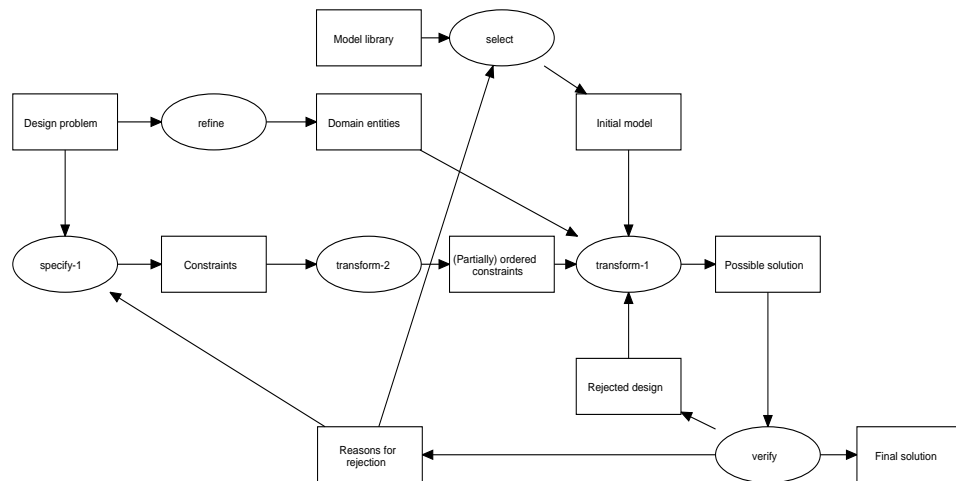 Model library
select
Design problem
refine
Domain entities
Initial model
specify-1
Constraints
transform-2
(Partially) ordered
constraints
transform-1
Possible solution
Rejected design
Reasons for
rejection
verify
Final solution